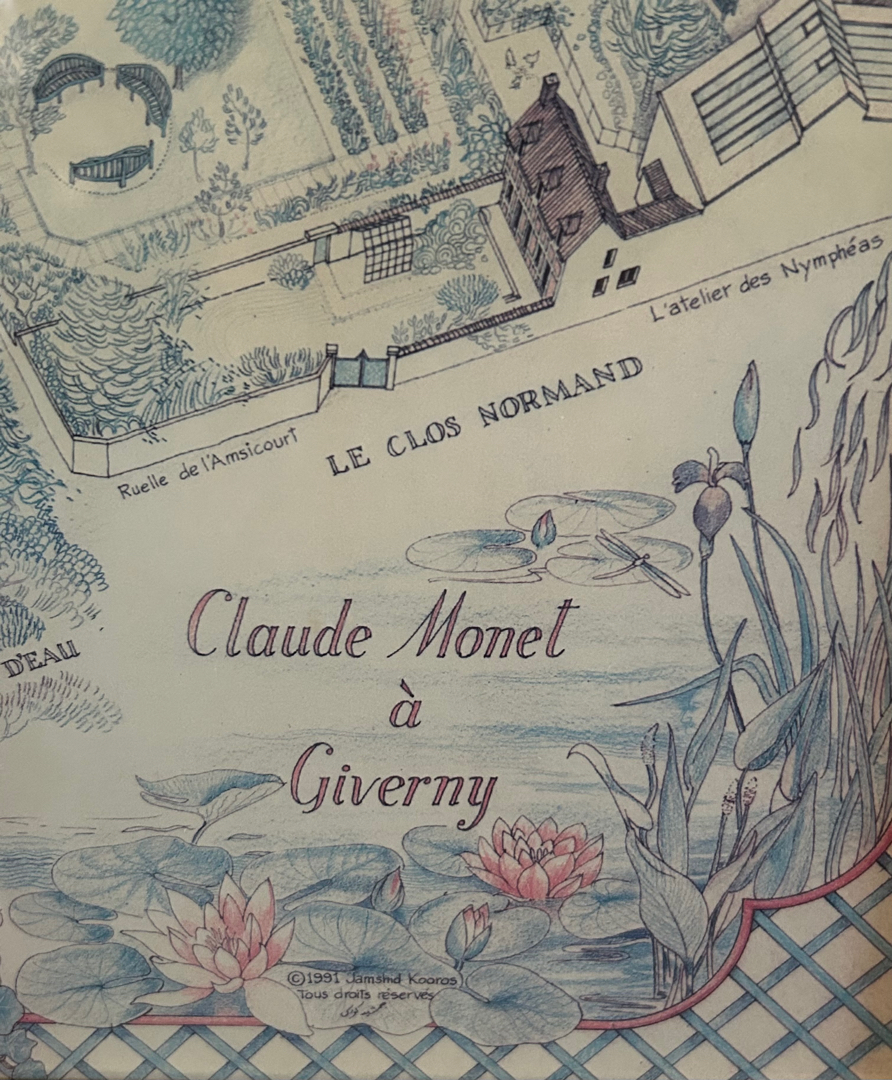 L'atelier des Nymphéas
LE CLOS NORMAND
Ruelle de l'Amsicourt
D'EAU
Claude Monet
à
Giverny
©1991 Jamshid Kooros
Tous droits réservés